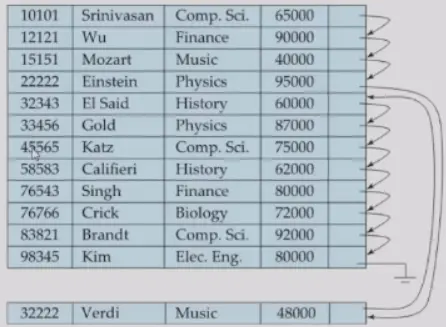 10101 Srinivasan Comp. Sci. 65000
12121 Wu Finance 90000
15151 Mozart Music 40000
22222 Einstein Physics 95000
32343 El Said History 60000
33456 Gold Physics 87000
45565 Katz Comp. Sci. 75000
58583 Califieri History 62000
76543 Singh Finance 80000
76766 Crick Biology 72000
83821 Brandt Comp. Sci. 92000
98345 Kim Elec. Eng. 80000
32222 Verdi Music 48000